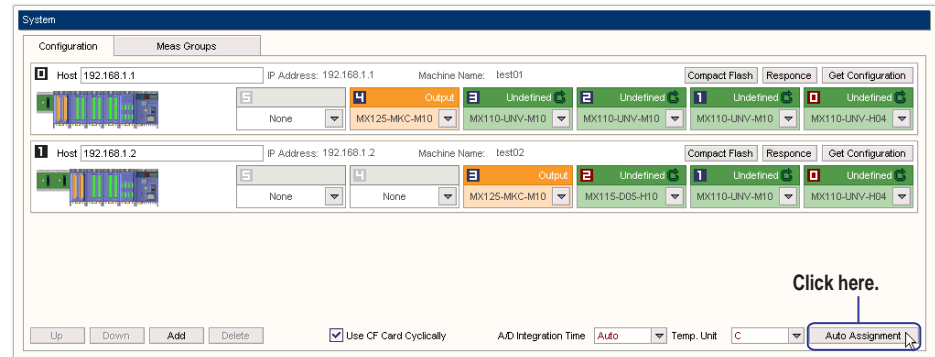 System
Configuration Meas Groups
0 Host 192.168.1.1 IP Address: 192.168.1.1 Machine Name: test01 Compact Flash Responce Get Configuration
5 4 Output 3 Undefined 2 Undefined 1 Undefined 0 Undefined
None MX125-MKC-M10 MX110-UNV-M10 MX110-UNV-M10 MX110-UNV-M10 MX110-UNV-H04
1 Host 192.168.1.2 IP Address: 192.168.1.2 Machine Name: test02 Compact Flash Responce Get Configuration
5 4 3 Output 2 Undefined 1 Undefined 0 Undefined
None None MX125-MKC-M10 MX115-D05-H10 MX110-UNV-M10 MX110-UNV-H04
Click here.
Up Down Add Delete Use CF Card Cyclically A/D Integration Time Auto Temp. Unit C Auto Assignment